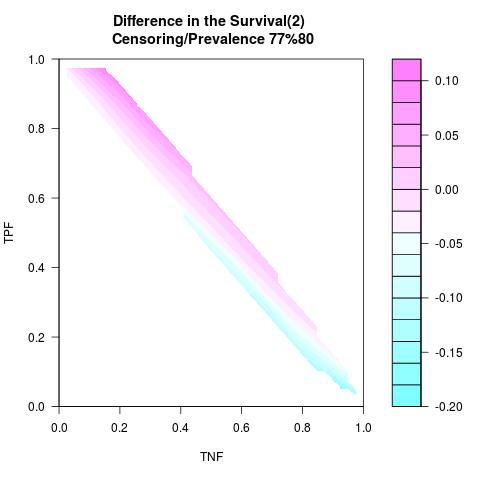 Difference in the Survival(2)
Censoring/Prevalence 77%80
1.0
0.8
0.6
0.4
0.2
0.0
TPF
0.0 0.2 0.4 0.6 0.8 1.0
TNF
0.10
0.05
0.00
-0.05
-0.10
-0.15
-0.20